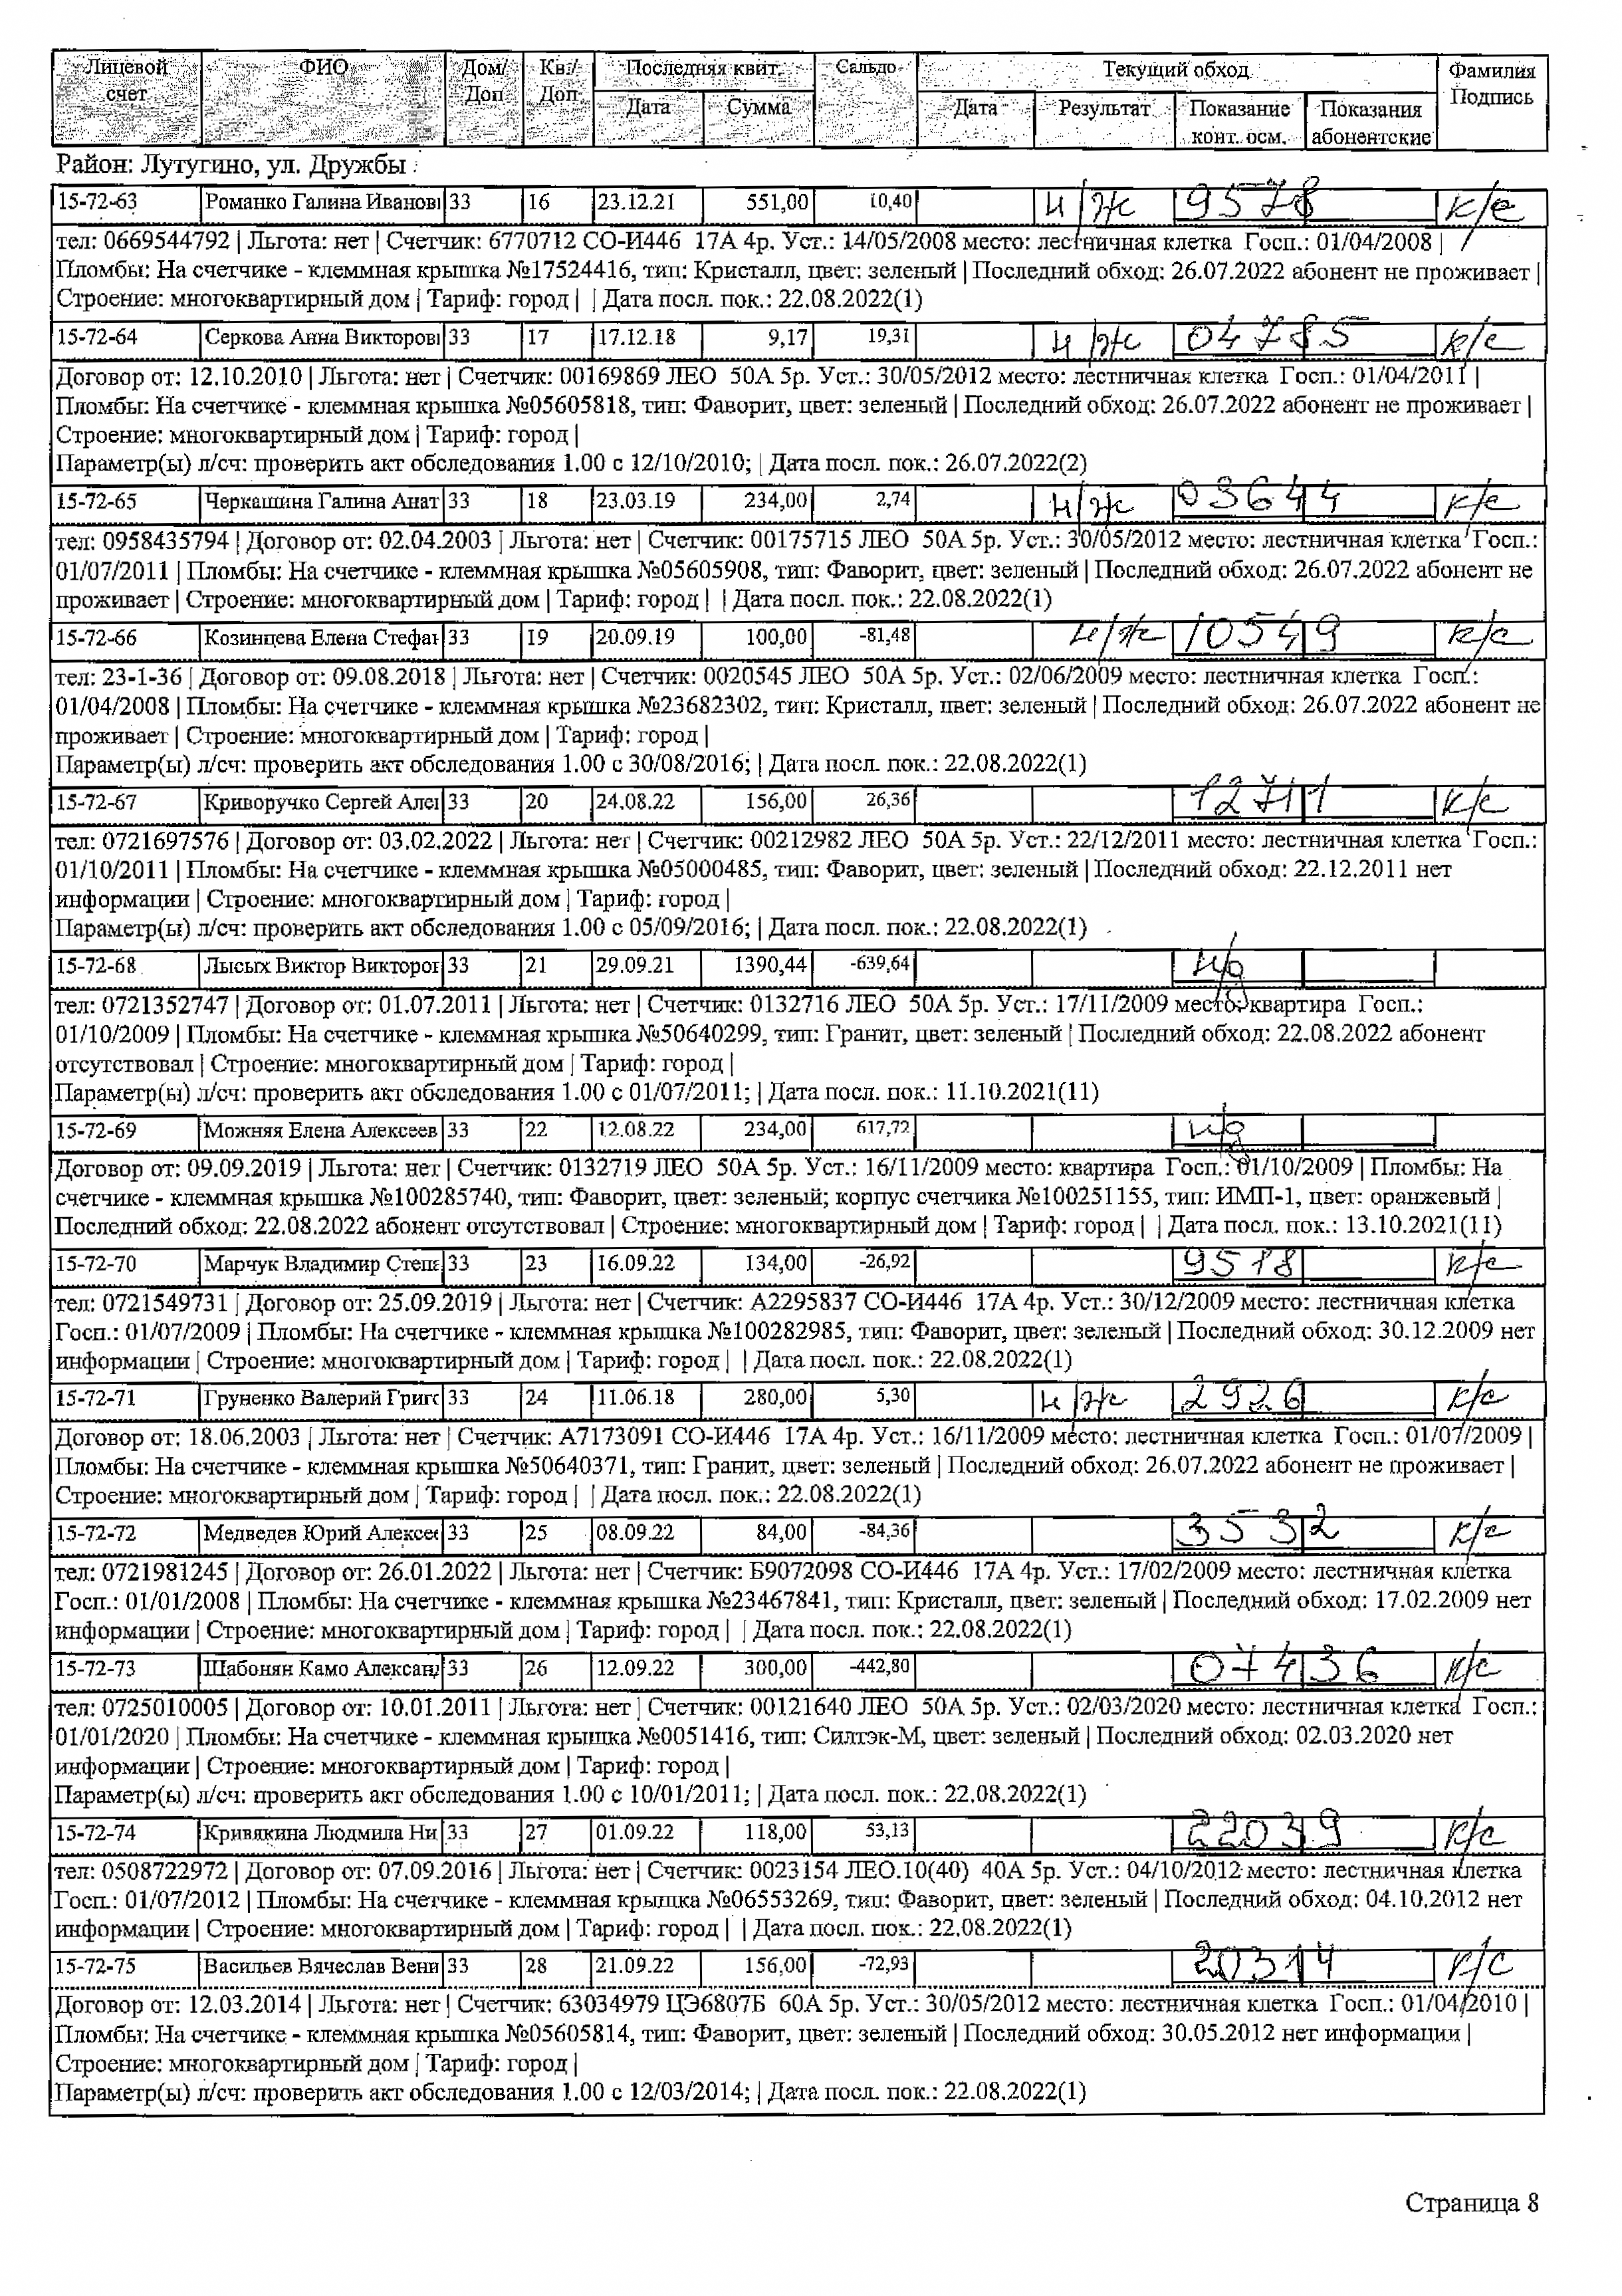 Лицевой счет | ФИО | Дом/ Доп | Кв./ Доп | Последняя квит. | Дата | Сумма | Сальдо | Текущий обход | Дата | Результат | Показание конт. осм. | Показания абонентские | Фамилия Подпись
Район: Лутугино, ул. Дружбы
15-72-63 Романко Галина Иванові 33 16 23.12.21 551,00 10,40 н/ж 9578 к/с
тел: 0669544792 | Льгота: нет | Счетчик: 6770712 СО-И446 17А 4р. Уст.: 14/05/2008 место: лестничная клетка Госп.: 01/04/2008 |
Пломбы: На счетчике - клеммная крышка №17524416, тип: Кристалл, цвет: зеленый | Последний обход: 26.07.2022 абонент не проживает |
Строение: многоквартирный дом | Тариф: город | | Дата посл. пок.: 22.08.2022(1)
15-72-64 Серкова Анна Викторові 33 17 17.12.18 9,17 19,31 н/ж 04785 к/с
Договор от: 12.10.2010 | Льгота: нет | Счетчик: 00169869 ЛЕО 50А 5р. Уст.: 30/05/2012 место: лестничная клетка Госп.: 01/04/2011 |
Пломбы: На счетчике - клеммная крышка №05605818, тип: Фаворит, цвет: зеленый | Последний обход: 26.07.2022 абонент не проживает |
Строение: многоквартирный дом | Тариф: город |
Параметр(ы) л/сч: проверить акт обследования 1.00 с 12/10/2010; | Дата посл. пок.: 26.07.2022(2)
15-72-65 Черкашина Галина Анат 33 18 23.03.19 234,00 2,74 н/ж 03644 к/с
тел: 0958435794 | Договор от: 02.04.2003 | Льгота: нет | Счетчик: 00175715 ЛЕО 50А 5р. Уст.: 30/05/2012 место: лестничная клетка Госп.:
01/07/2011 | Пломбы: На счетчике - клеммная крышка №05605908, тип: Фаворит, цвет: зеленый | Последний обход: 26.07.2022 абонент не
проживает | Строение: многоквартирный дом | Тариф: город | | Дата посл. пок.: 22.08.2022(1)
15-72-66 Козинцева Елена Стефан 33 19 20.09.19 100,00 -81,48 н/ж 10549 к/с
тел: 23-1-36 | Договор от: 09.08.2018 | Льгота: нет | Счетчик: 0020545 ЛЕО 50А 5р. Уст.: 02/06/2009 место: лестничная клетка Госп.:
01/04/2008 | Пломбы: На счетчике - клеммная крышка №23682302, тип: Кристалл, цвет: зеленый | Последний обход: 26.07.2022 абонент не
проживает | Строение: многоквартирный дом | Тариф: город |
Параметр(ы) л/сч: проверить акт обследования 1.00 с 30/08/2016; | Дата посл. пок.: 22.08.2022(1)
15-72-67 Криворучко Сергей Алеі 33 20 24.08.22 156,00 26,36 12711 к/с
тел: 0721697576 | Договор от: 03.02.2022 | Льгота: нет | Счетчик: 00212982 ЛЕО 50А 5р. Уст.: 22/12/2011 место: лестничная клетка Госп.:
01/10/2011 | Пломбы: На счетчике - клеммная крышка №05000485, тип: Фаворит, цвет: зеленый | Последний обход: 22.12.2011 нет
информации | Строение: многоквартирный дом | Тариф: город |
Параметр(ы) л/сч: проверить акт обследования 1.00 с 05/09/2016; | Дата посл. пок.: 22.08.2022(1)
15-72-68 Лысых Виктор Викторог 33 21 29.09.21 1390,44 -639,64 н/д
тел: 0721352747 | Договор от: 01.07.2011 | Льгота: нет | Счетчик: 0132716 ЛЕО 50А 5р. Уст.: 17/11/2009 место: квартира Госп.:
01/10/2009 | Пломбы: На счетчике - клеммная крышка №50640299, тип: Гранит, цвет: зеленый | Последний обход: 22.08.2022 абонент
отсутствовал | Строение: многоквартирный дом | Тариф: город |
Параметр(ы) л/сч: проверить акт обследования 1.00 с 01/07/2011; | Дата посл. пок.: 11.10.2021(11)
15-72-69 Можняя Елена Алексеев 33 22 12.08.22 234,00 617,72 н/д
Договор от: 09.09.2019 | Льгота: нет | Счетчик: 0132719 ЛЕО 50А 5р. Уст.: 16/11/2009 место: квартира Госп.: 01/10/2009 | Пломбы: На
счетчике - клеммная крышка №100285740, тип: Фаворит, цвет: зеленый; корпус счетчика №100251155, тип: ИМП-1, цвет: оранжевый |
Последний обход: 22.08.2022 абонент отсутствовал | Строение: многоквартирный дом | Тариф: город | | Дата посл. пок.: 13.10.2021(11)
15-72-70 Марчук Владимир Степа 33 23 16.09.22 134,00 -26,92 9518 к/с
тел: 0721549731 | Договор от: 25.09.2019 | Льгота: нет | Счетчик: А2295837 СО-И446 17А 4р. Уст.: 30/12/2009 место: лестничная клетка
Госп.: 01/07/2009 | Пломбы: На счетчике - клеммная крышка №100282985, тип: Фаворит, цвет: зеленый | Последний обход: 30.12.2009 нет
информации | Строение: многоквартирный дом | Тариф: город | | Дата посл. пок.: 22.08.2022(1)
15-72-71 Груненко Валерий Григс 33 24 11.06.18 280,00 5,30 н/ж 2926 к/с
Договор от: 18.06.2003 | Льгота: нет | Счетчик: А7173091 СО-И446 17А 4р. Уст.: 16/11/2009 место: лестничная клетка Госп.: 01/07/2009 |
Пломбы: На счетчике - клеммная крышка №50640371, тип: Гранит, цвет: зеленый | Последний обход: 26.07.2022 абонент не проживает |
Строение: многоквартирный дом | Тариф: город | | Дата посл. пок.: 22.08.2022(1)
15-72-72 Медведев Юрий Алексес 33 25 08.09.22 84,00 -84,36 3532 к/с
тел: 0721981245 | Договор от: 26.01.2022 | Льгота: нет | Счетчик: Б9072098 СО-И446 17А 4р. Уст.: 17/02/2009 место: лестничная клетка
Госп.: 01/01/2008 | Пломбы: На счетчике - клеммная крышка №23467841, тип: Кристалл, цвет: зеленый | Последний обход: 17.02.2009 нет
информации | Строение: многоквартирный дом | Тариф: город | | Дата посл. пок.: 22.08.2022(1)
15-72-73 Шабонян Камо Александ 33 26 12.09.22 300,00 -442,80 07436 к/с
тел: 0725010005 | Договор от: 10.01.2011 | Льгота: нет | Счетчик: 00121640 ЛЕО 50А 5р. Уст.: 02/03/2020 место: лестничная клетка Госп.:
01/01/2020 | Пломбы: На счетчике - клеммная крышка №0051416, тип: Силтэк-М, цвет: зеленый | Последний обход: 02.03.2020 нет
информации | Строение: многоквартирный дом | Тариф: город |
Параметр(ы) л/сч: проверить акт обследования 1.00 с 10/01/2011; | Дата посл. пок.: 22.08.2022(1)
15-72-74 Кривякина Людмила Ни 33 27 01.09.22 118,00 53,13 22039 к/с
тел: 0508722972 | Договор от: 07.09.2016 | Льгота: нет | Счетчик: 0023154 ЛЕО.10(40) 40А 5р. Уст.: 04/10/2012 место: лестничная клетка
Госп.: 01/07/2012 | Пломбы: На счетчике - клеммная крышка №06553269, тип: Фаворит, цвет: зеленый | Последний обход: 04.10.2012 нет
информации | Строение: многоквартирный дом | Тариф: город | | Дата посл. пок.: 22.08.2022(1)
15-72-75 Васильев Вячеслав Вени 33 28 21.09.22 156,00 -72,93 20314 к/с
Договор от: 12.03.2014 | Льгота: нет | Счетчик: 63034979 ЦЭ6807Б 60А 5р. Уст.: 30/05/2012 место: лестничная клетка Госп.: 01/04/2010 |
Пломбы: На счетчике - клеммная крышка №05605814, тип: Фаворит, цвет: зеленый | Последний обход: 30.05.2012 нет информации |
Строение: многоквартирный дом | Тариф: город |
Параметр(ы) л/сч: проверить акт обследования 1.00 с 12/03/2014; | Дата посл. пок.: 22.08.2022(1)
Страница 8